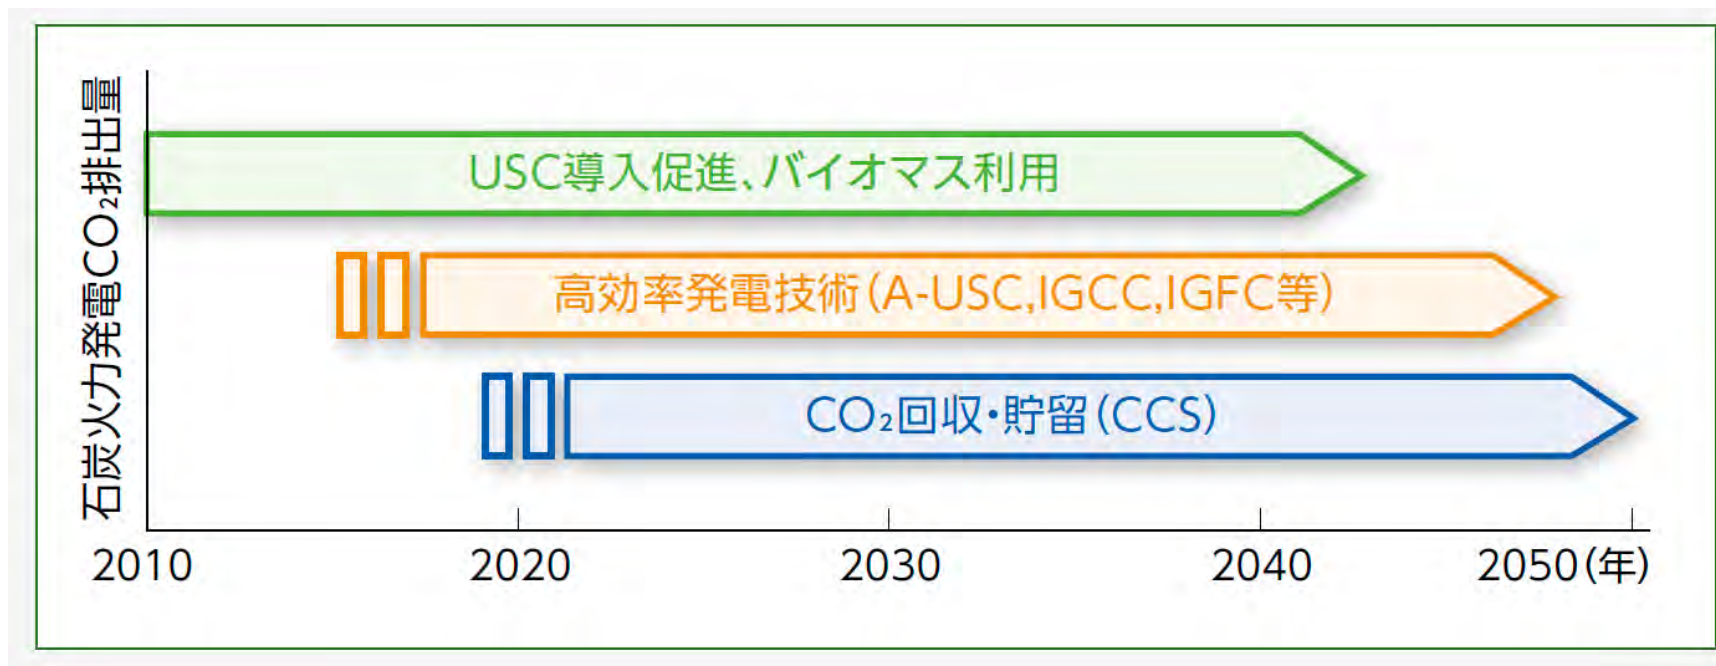 石炭火力発電CO₂排出量
USC導入促進、バイオマス利用
高効率発電技術(A-USC,IGCC,IGFC等)
CO₂回収・貯留(CCS)
2010 2020 2030 2040 2050(年)